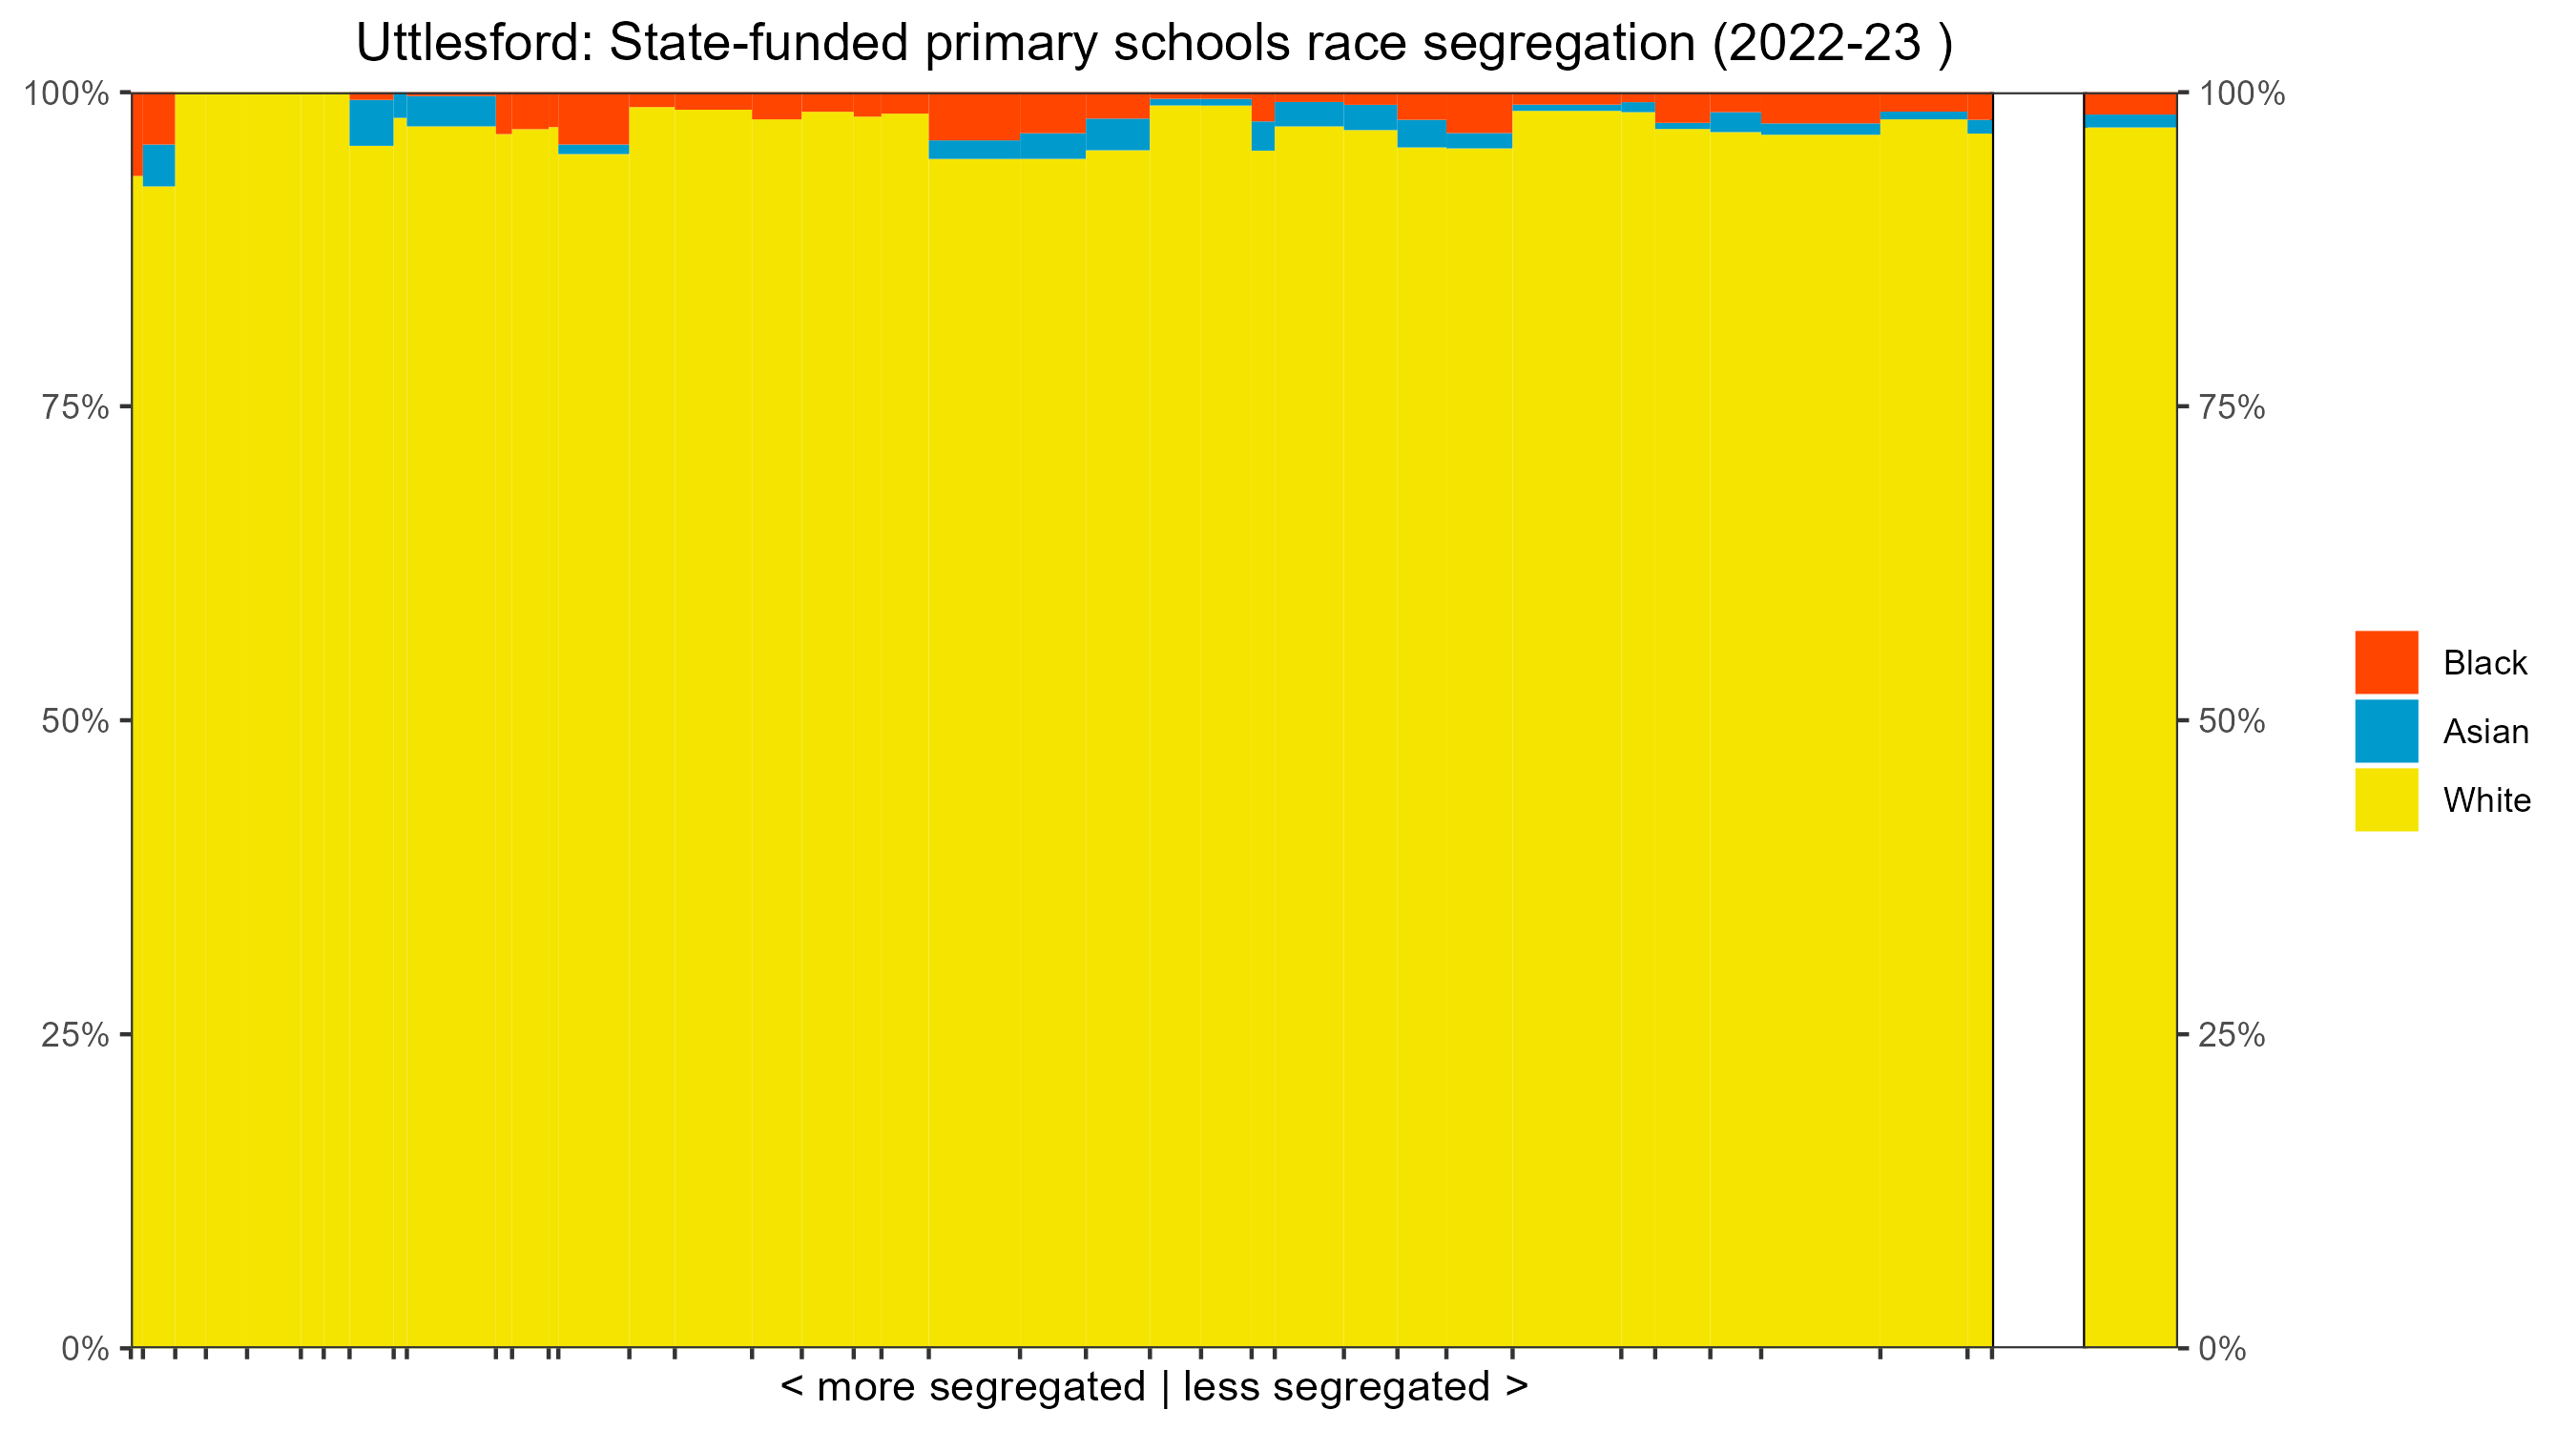 Uttlesford: State-funded primary schools race segregation (2022-23 )
100%
75%
50%
25%
0%
100%
75%
50%
25%
0%
Black
Asian
White
< more segregated | less segregated >